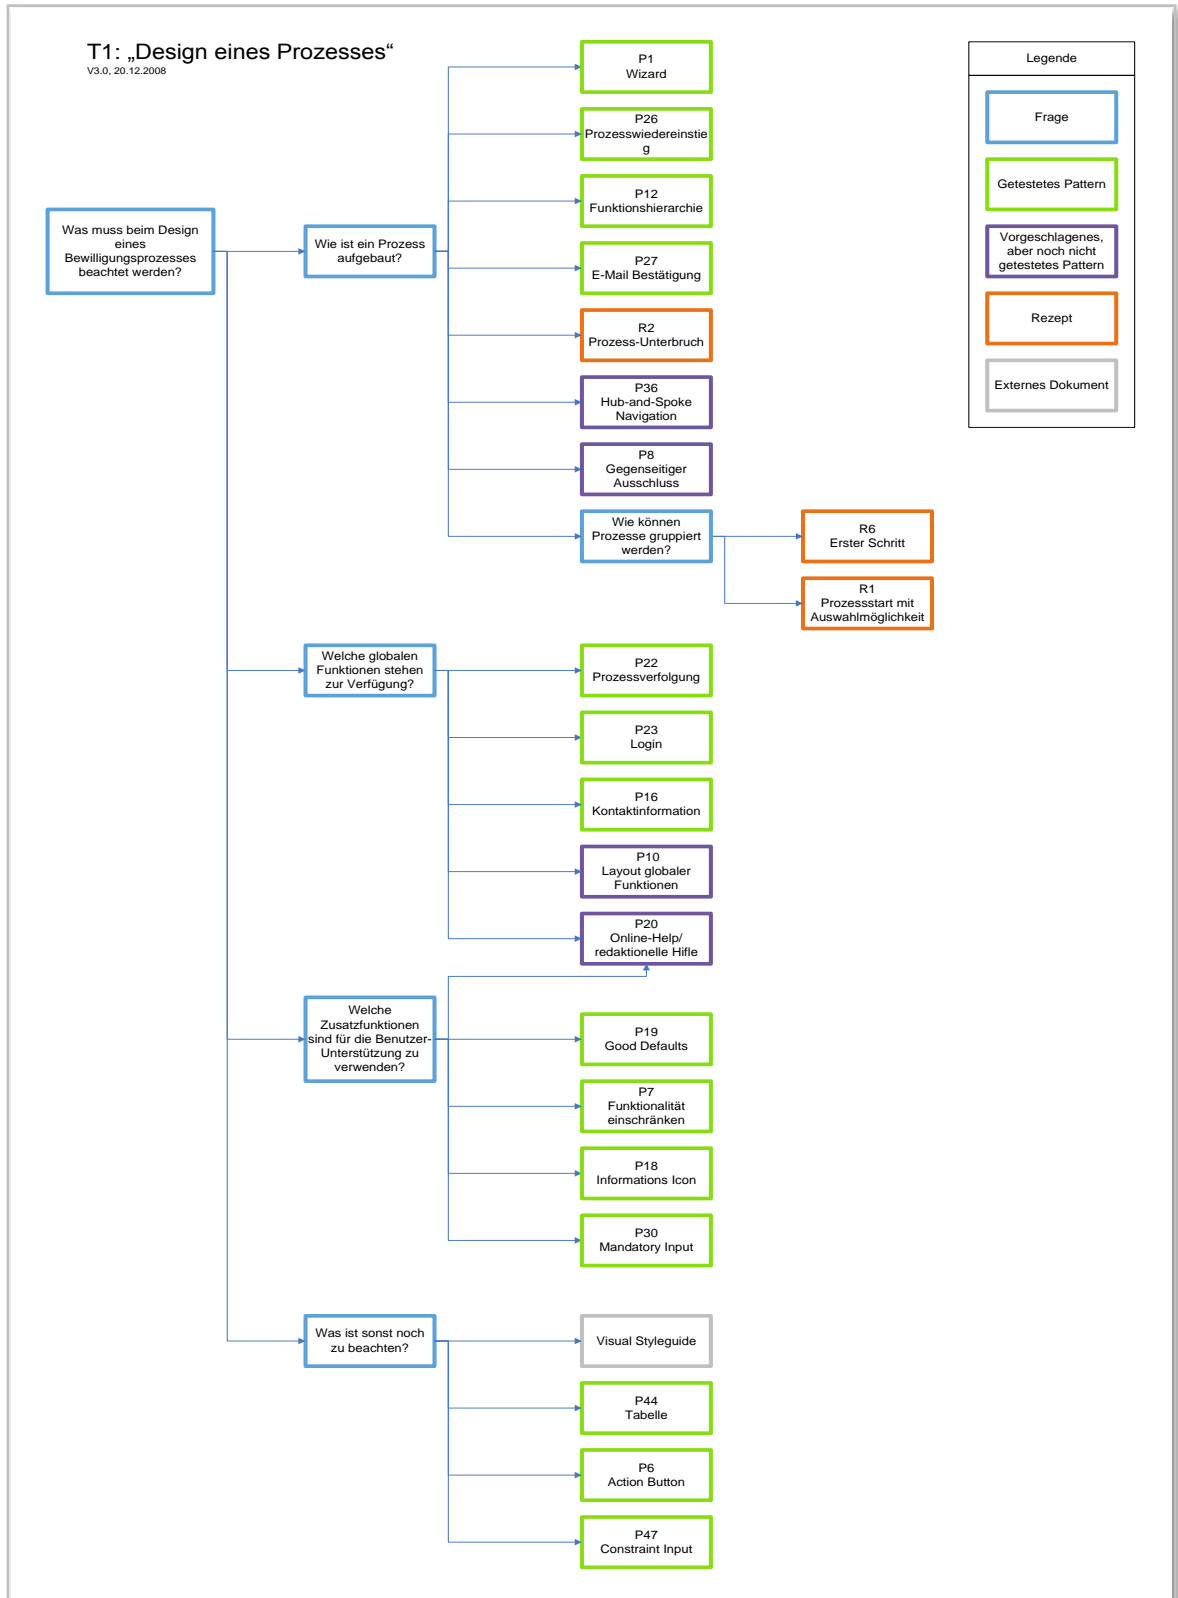 T1: „Design eines Prozesses“
V3.0, 20.12.2008
Legende
Frage
Getestetes Pattern
Vorgeschlagenes,
aber noch nicht
getestetes Pattern
Rezept
Externes Dokument
Was muss beim Design
eines
Bewilligungsprozesses
beachtet werden?
Wie ist ein Prozess
aufgebaut?
P1
Wizard
P26
Prozesswiedereinstie
g
P12
Funktionshierarchie
P27
E-Mail Bestätigung
R2
Prozess-Unterbruch
P36
Hub-and-Spoke
Navigation
P8
Gegenseitiger
Ausschluss
Wie können
Prozesse gruppiert
werden?
R6
Erster Schritt
R1
Prozessstart mit
Auswahlmöglichkeit
Welche globalen
Funktionen stehen
zur Verfügung?
P22
Prozessverfolgung
P23
Login
P16
Kontaktinformation
P10
Layout globaler
Funktionen
P20
Online-Help/
redaktionelle Hifle
Welche
Zusatzfunktionen
sind für die Benutzer-
Unterstützung zu
verwenden?
P19
Good Defaults
P7
Funktionalität
einschränken
P18
Informations Icon
P30
Mandatory Input
Was ist sonst noch
zu beachten?
Visual Styleguide
P44
Tabelle
P6
Action Button
P47
Constraint Input